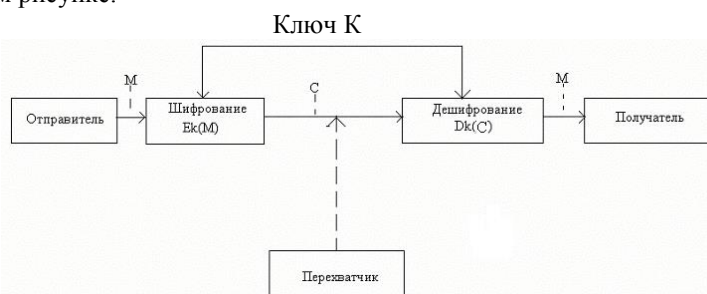 м рисунке.
Ключ К
М
С
М
Отправитель
Шифрование
Ek(M)
Дешифрование
Dk(C)
Получатель
Перехватчик